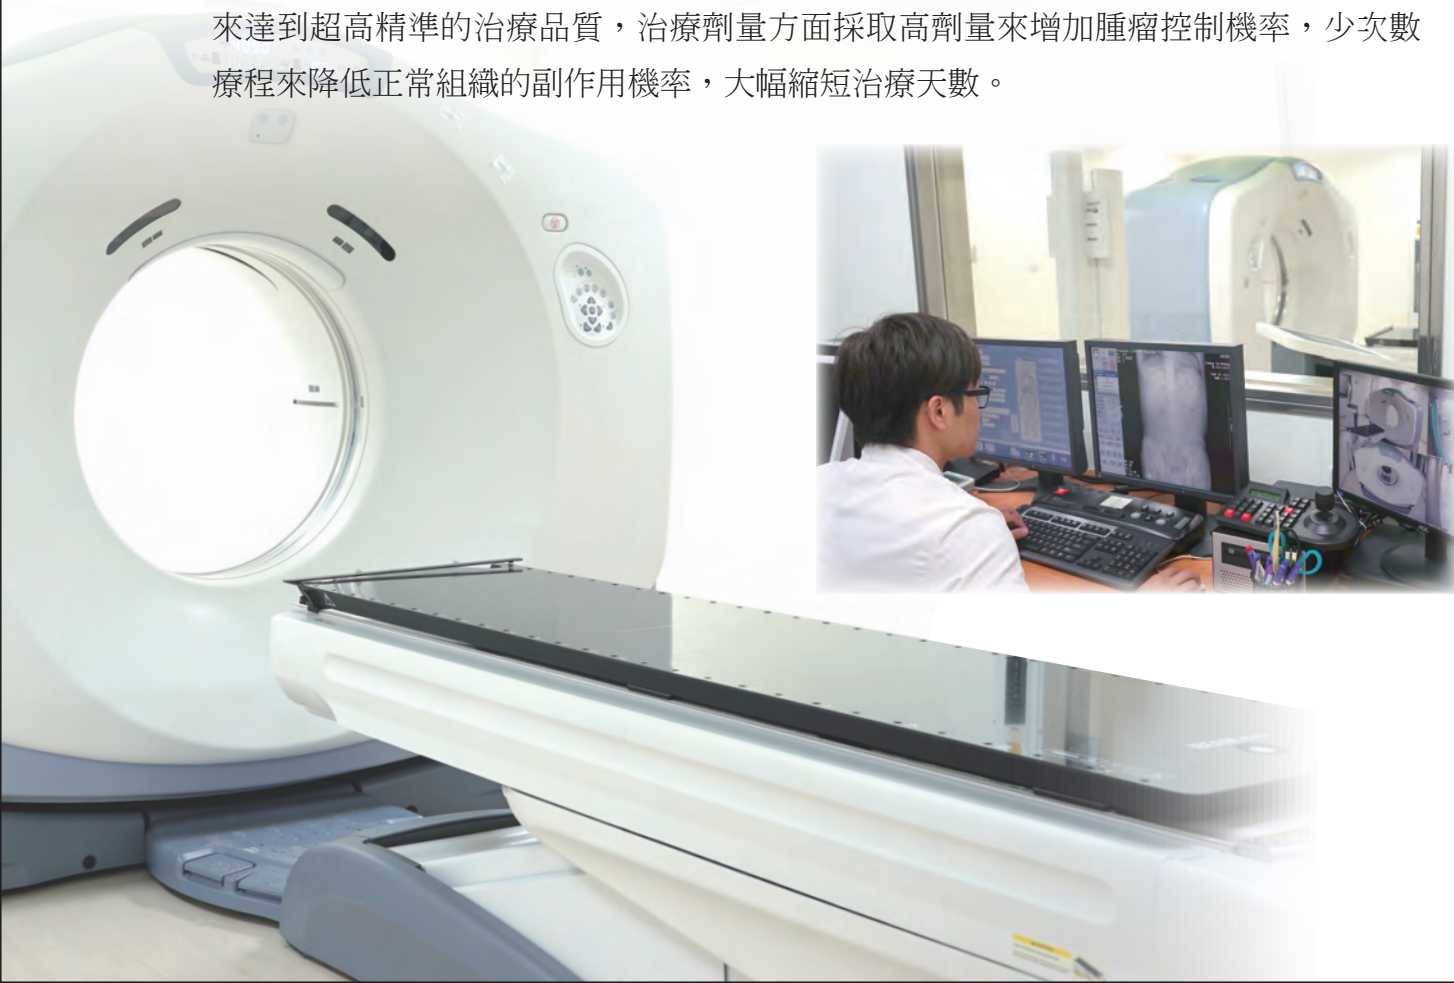 來達到超高精準的治療品質，治療劑量方面採取高劑量來增加腫瘤控制機率，少次數
療程來降低正常組織的副作用機率，大幅縮短治療天數。